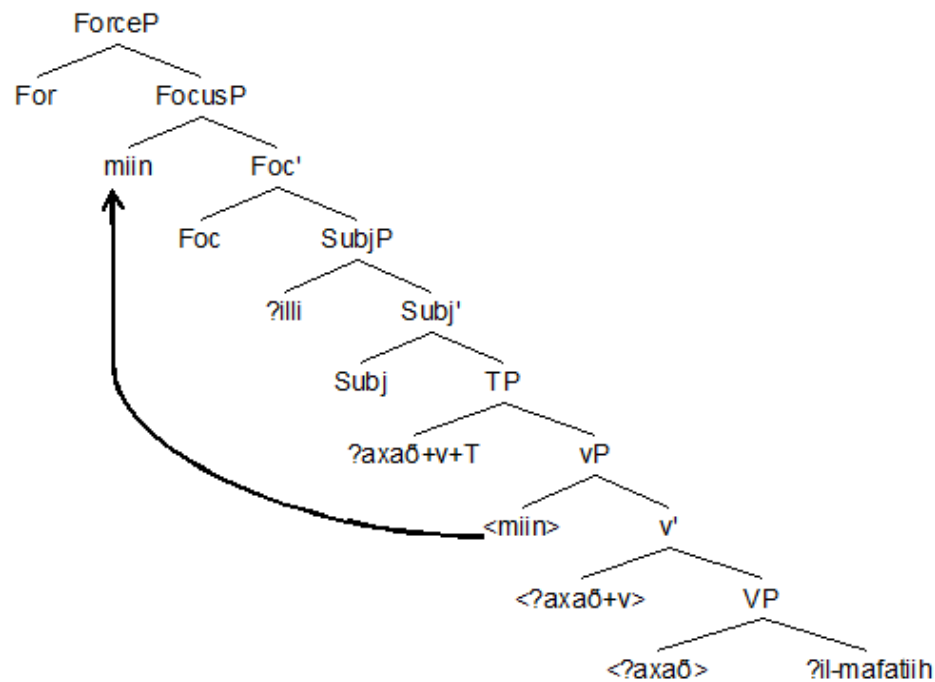 ForceP
For FocusP
miin Foc'
Foc SubjP
?illi Subj'
Subj TP
?axað+v+T vP
<miin> v'
<?axað+v> VP
<?axað> ?il-mafatiih